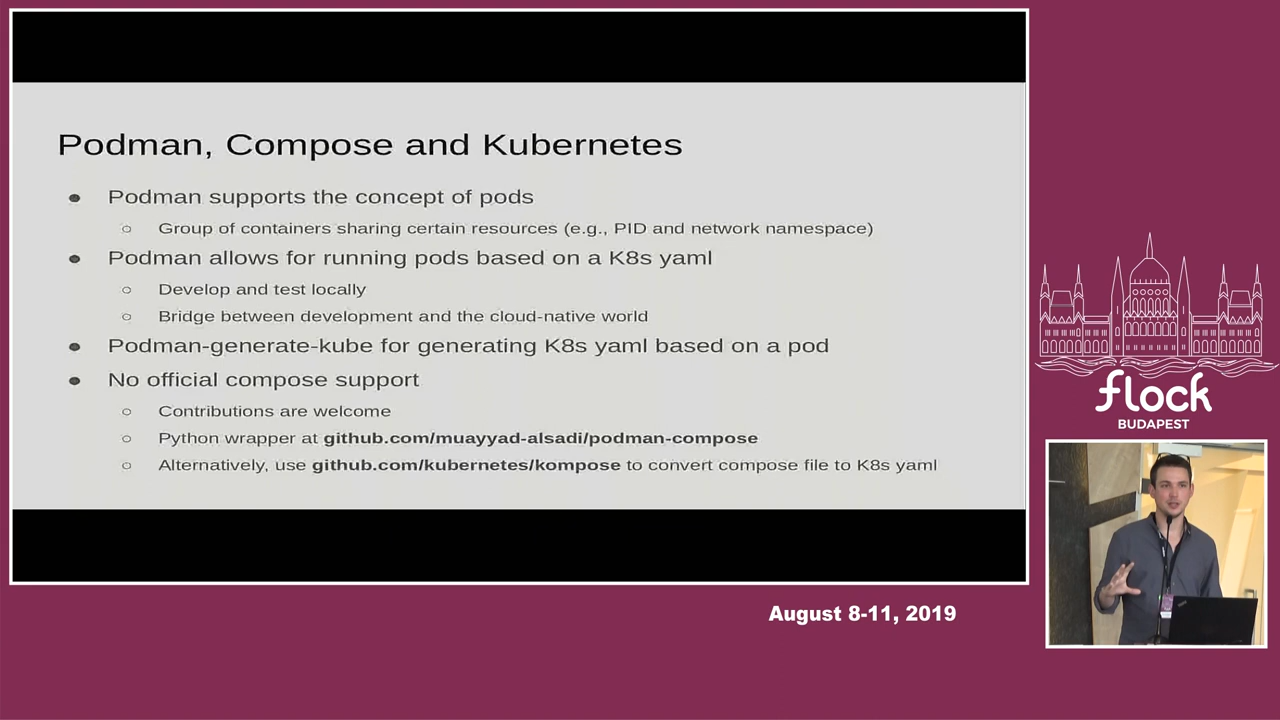 Podman, Compose and Kubernetes
● Podman supports the concept of pods
○ Group of containers sharing certain resources (e.g., PID and network namespace)
● Podman allows for running pods based on a K8s yaml
○ Develop and test locally
○ Bridge between development and the cloud-native world
● Podman-generate-kube for generating K8s yaml based on a pod
● No official compose support
○ Contributions are welcome
○ Python wrapper at github.com/muayyad-alsadi/podman-compose
○ Alternatively, use github.com/kubernetes/kompose to convert compose file to K8s yaml
flock
BUDAPEST
August 8-11, 2019